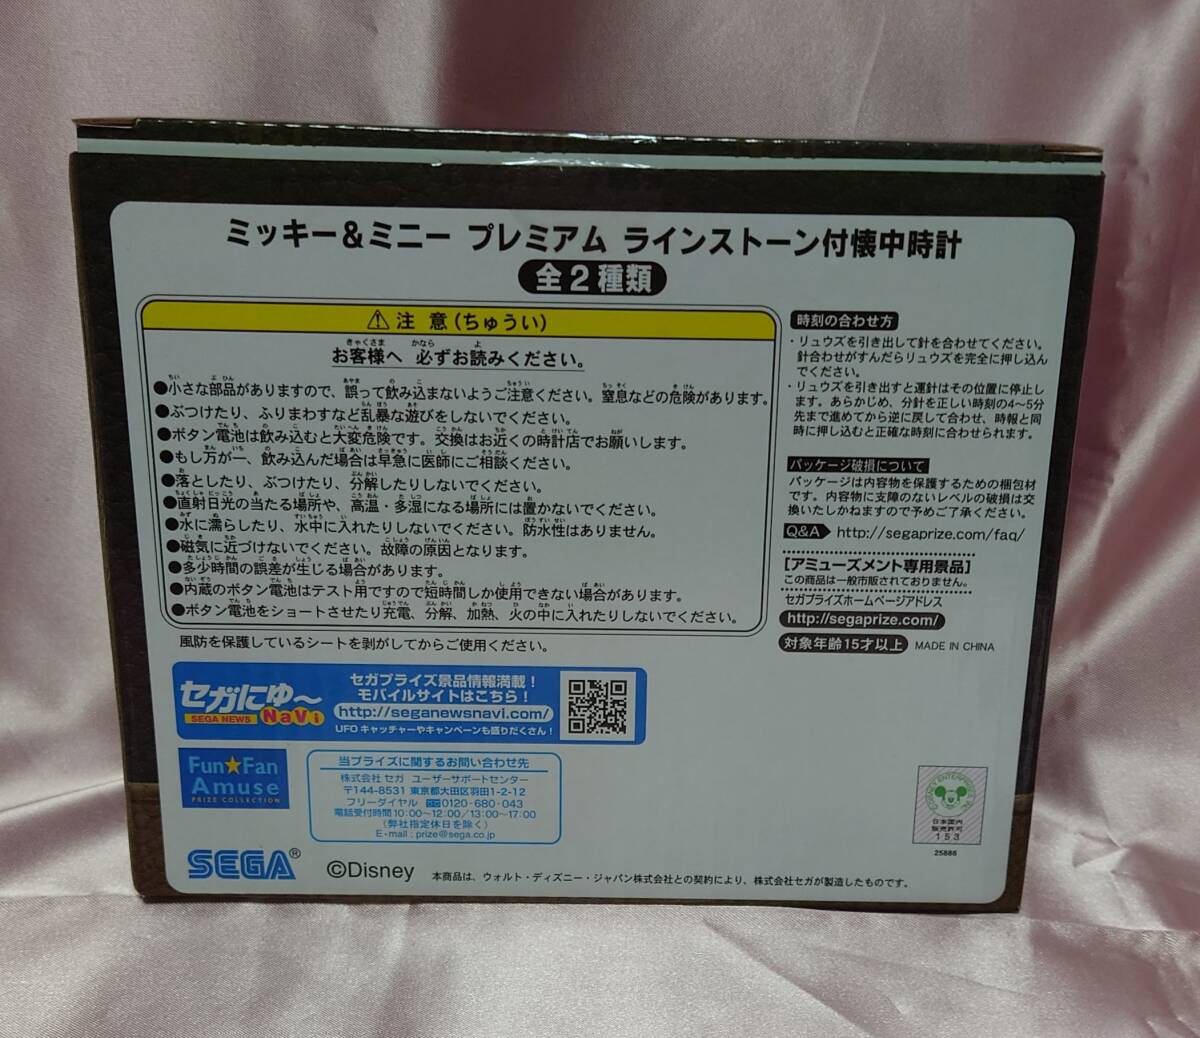 ミッキー&ミニー プレミアム ラインストーン付懐中時計
全2種類
⚠注意(ちゅうい)
お客様へ 必ずお読みください。
●小さな部品がありますので、誤って飲み込まないようご注意ください。窒息などの危険があります。
●ぶつけたり、ふりまわすなど乱暴な遊びをしないでください。
●ボタン電池は飲み込むと大変危険です。交換はお近くの時計店でお願いします。
●もし万が一、飲み込んだ場合は早急に医師にご相談ください。
●落としたり、ぶつけたり、分解したりしないでください。
●直射日光の当たる場所や、高温・多湿になる場所には置かないでください。
●水に濡らしたり、水中に入れたりしないでください。防水性はありません。
●磁気に近づけないでください。故障の原因となります。
●多少時間の誤差が生じる場合があります。
●内蔵のボタン電池はテスト用ですので短時間しか使用できない場合があります。
●ボタン電池をショートさせたり充電、分解、加熱、火の中に入れたりしないでください。
風防を保護しているシートを剥がしてからご使用ください。
時刻の合わせ方
・リュウズを引き出して針を合わせてください。
針合わせがすんだらリュウズを完全に押し込んでください。
・リュウズを引き出すと運針はその位置に停止します。あらかじめ、分針を正しい時刻の4〜5分
先まで進めてから逆に戻して合わせ、時報と同時に押し込むと正確な時刻に合わせられます。
パッケージ破損について
パッケージは内容物を保護するための梱包材
です。内容物に支障のないレベルの破損は交
換いたしかねますので予めご了承ください。
Q&A http://segaprize.com/faq/
[アミューズメント専用景品]
この商品は一般市販されておりません。
セガプライズホームページアドレス
http://segaprize.com/
対象年齢15才以上 MADE IN CHINA
セガにゅ〜
SEGA NEWS NaVi
セガプライズ景品情報満載!
モバイルサイトはこちら!
http://seganewsnavi.com/
UFOキャッチャーやキャンペーンも盛りだくさん!
Fun★Fan
Amuse
PRIZE COLLECTION
当プライズに関するお問い合わせ先
株式会社 セガ ユーザーサポートセンター
〒144-8531 東京都大田区羽田1-2-12
フリーダイヤル 0120-680-043
電話受付時間 10:00〜12:00/13:00〜17:00
(弊社指定休日を除く)
E-mail:prize@sega.co.jp
日本国内
販売許可
153
25886
SEGA® ©Disney 本商品は、ウォルト・ディズニー・ジャパン株式会社との契約により、株式会社セガが製造したものです。